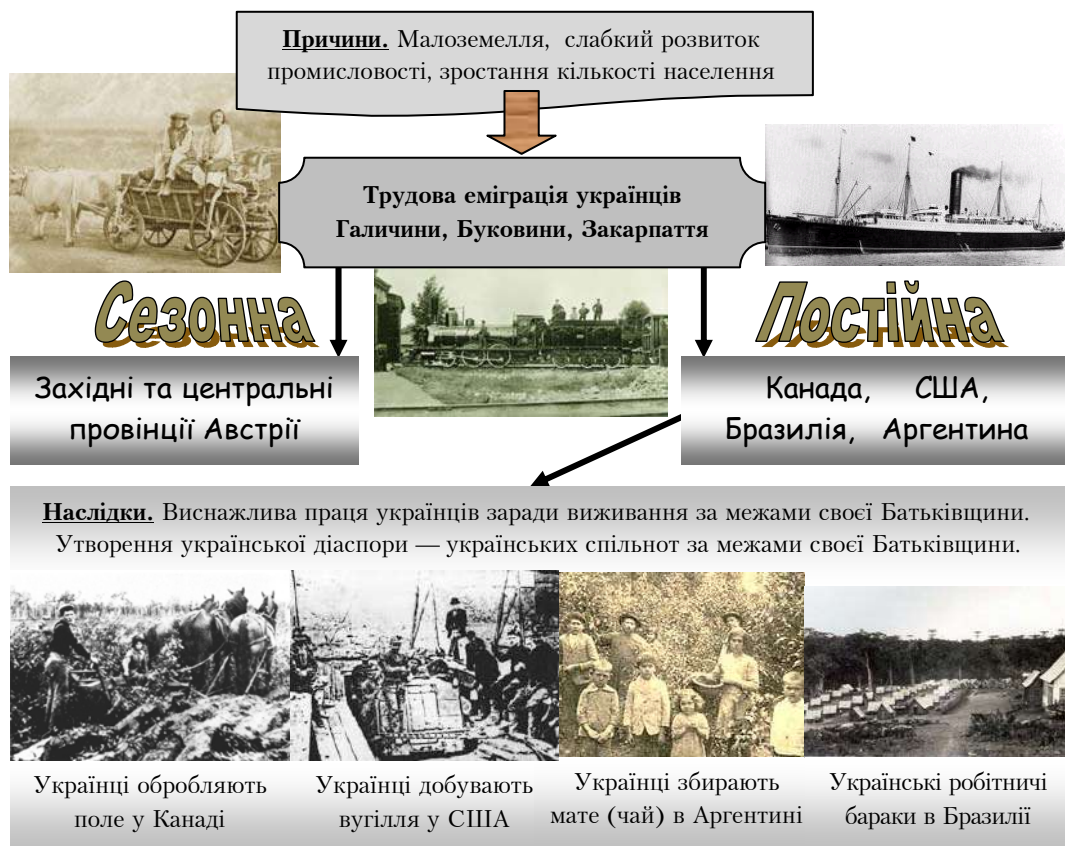 Причини. Малоземелля, слабкий розвиток
промисловості, зростання кількості населення
Трудова еміграція українців
Галичини, Буковини, Закарпаття
Сезонна
Постійна
Західні та центральні
провінції Австрії
Канада, США,
Бразилія, Аргентина
Наслідки. Виснажлива праця українців заради виживання за межами своєї Батьківщини.
Утворення української діаспори — українських спільнот за межами своєї Батьківщини.
Українці обробляють
поле у Канаді
Українці добувають
вугілля у США
Українці збирають
мате (чай) в Аргентині
Українські робітничі
бараки в Бразилії